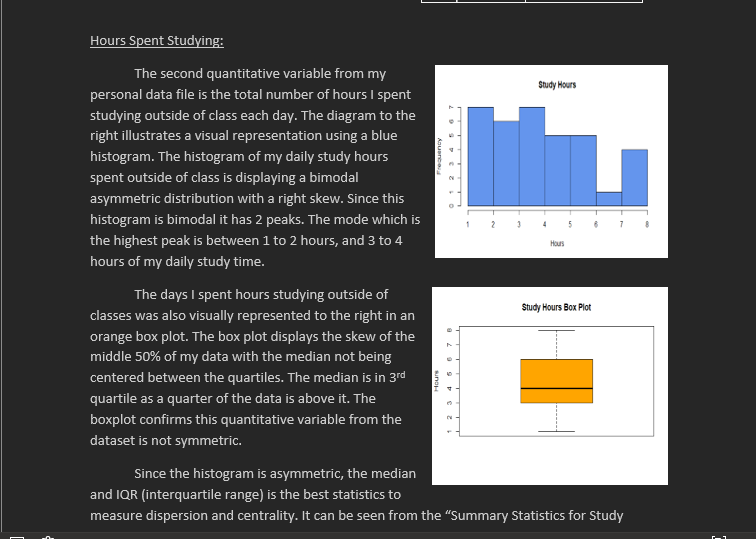 Hours Spent Studying:
The second quantitative variable from my
personal data file is the total number of hours I spent
studying outside of class each day. The diagram to the
right illustrates a visual representation using a blue
histogram. The histogram of my daily study hours
spent outside of class is displaying a bimodal
asymmetric distribution with a right skew. Since this
histogram is bimodal it has 2 peaks. The mode which is
the highest peak is between 1 to 2 hours, and 3 to 4
hours of my daily study time.
Study Hours
Frequency
7
6
5
4
3
2
1
0
1 2 3 4 5 6 7 8
Hours
The days I spent hours studying outside of
classes was also visually represented to the right in an
orange box plot. The box plot displays the skew of the
middle 50% of my data with the median not being
centered between the quartiles. The median is in 3rd
quartile as a quarter of the data is above it. The
boxplot confirms this quantitative variable from the
dataset is not symmetric.
Study Hours Box Plot
Hours
8
7
6
5
4
3
2
1
Since the histogram is asymmetric, the median
and IQR (interquartile range) is the best statistics to
measure dispersion and centrality. It can be seen from the “Summary Statistics for Study